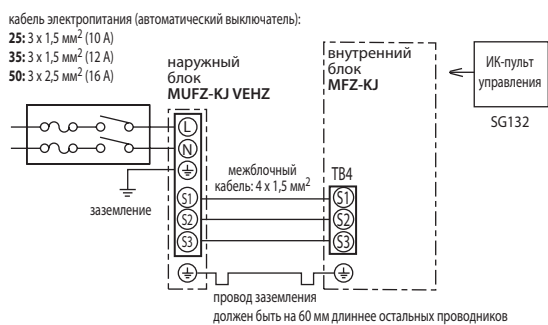 кабель электропитания (автоматический выключатель):
25: 3 x 1,5 мм² (10 А)
35: 3 x 1,5 мм² (12 А)
50: 3 x 2,5 мм² (16 А)
наружный
блок
MUFZ-KJ VEHZ
внутренний
блок
MFZ-KJ
ИК-пульт
управления
SG132
L
N
заземление
межблочный
кабель: 4 x 1,5 мм²
TB4
S1
S2
S3
S1
S2
S3
провод заземления
должен быть на 60 мм длиннее остальных проводников